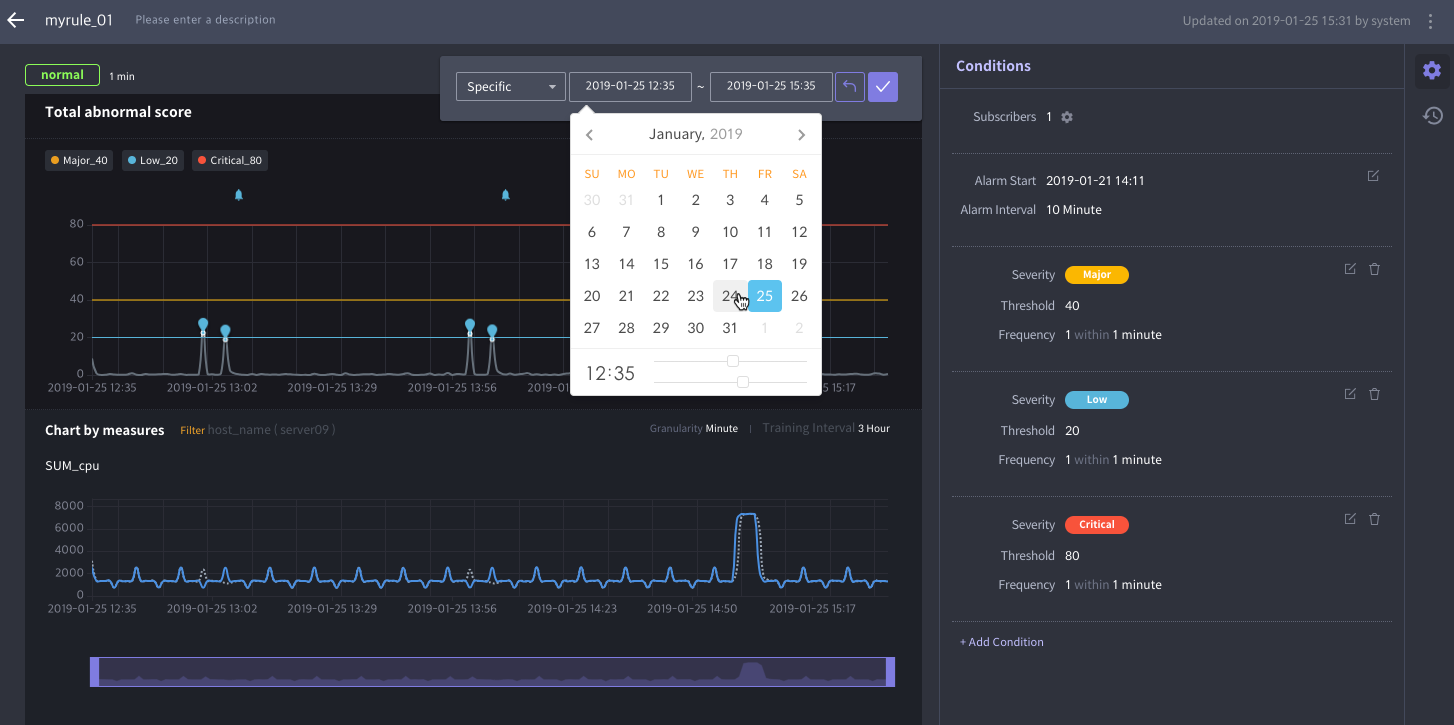 myrule_01 Please enter a description Updated on 2019-01-25 15:31 by system
normal 1 min
Specific 2019-01-25 12:35 ~ 2019-01-25 15:35
Total abnormal score
Major_40 Low_20 Critical_80
80
60
40
20
0
2019-01-25 12:35 2019-01-25 13:02 2019-01-25 13:29 2019-01-25 13:56 2019-0 5 15:17
January, 2019
SU MO TU WE TH FR SA
30 31 1 2 3 4 5
6 7 8 9 10 11 12
13 14 15 16 17 18 19
20 21 22 23 24 25 26
27 28 29 30 31 1 2
12:35
Chart by measures Filter host_name ( server09 ) Granularity Minute | Training Interval 3 Hour
SUM_cpu
8000
6000
4000
2000
0
2019-01-25 12:35 2019-01-25 13:02 2019-01-25 13:29 2019-01-25 13:56 2019-01-25 14:23 2019-01-25 14:50 2019-01-25 15:17
Conditions
Subscribers 1
Alarm Start 2019-01-21 14:11
Alarm Interval 10 Minute
Severity Major
Threshold 40
Frequency 1 within 1 minute
Severity Low
Threshold 20
Frequency 1 within 1 minute
Severity Critical
Threshold 80
Frequency 1 within 1 minute
+ Add Condition